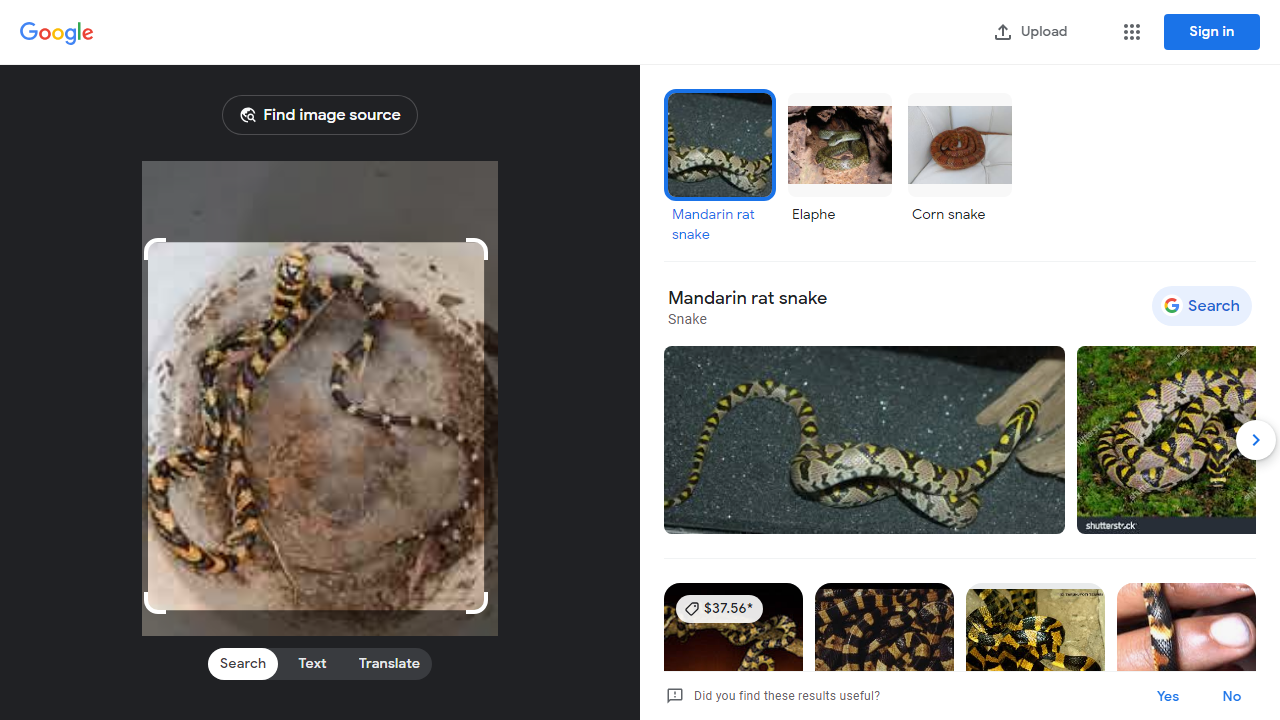 Google
Upload
Sign in
Find image source
Mandarin rat
snake
Elaphe
Corn snake
Mandarin rat snake
Snake
Search
shutterstock
$37.56*
Search
Text
Translate
Did you find these results useful?
Yes
No